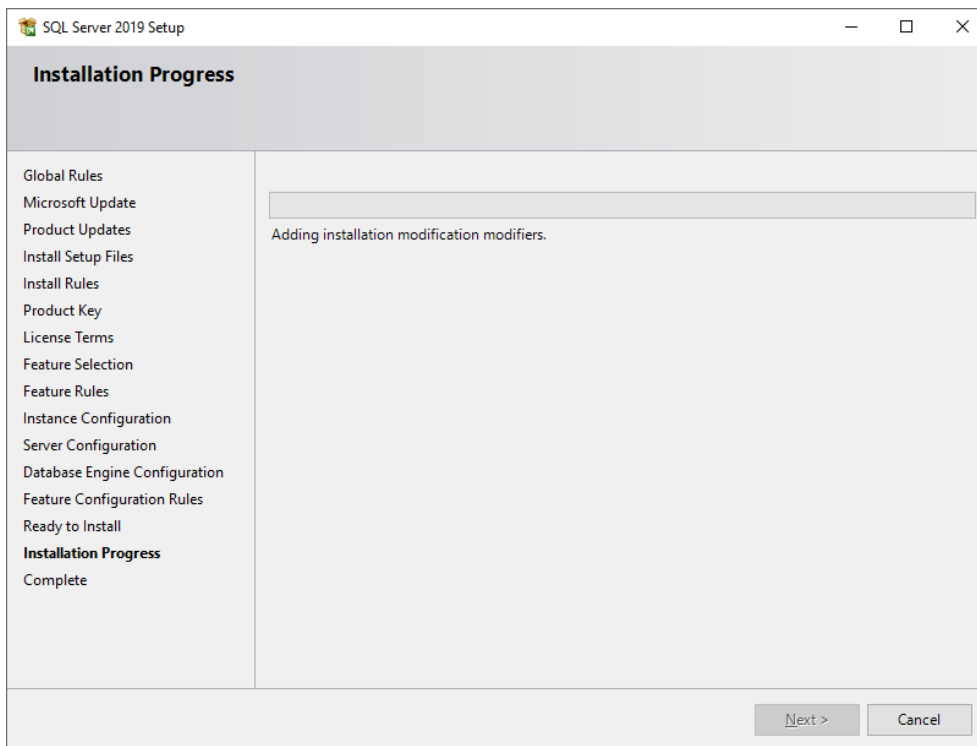 SQL Server 2019 Setup
Installation Progress
Global Rules
Microsoft Update
Product Updates
Install Setup Files
Install Rules
Product Key
License Terms
Feature Selection
Feature Rules
Instance Configuration
Server Configuration
Database Engine Configuration
Feature Configuration Rules
Ready to Install
Installation Progress
Complete
Adding installation modification modifiers.
Next >
Cancel